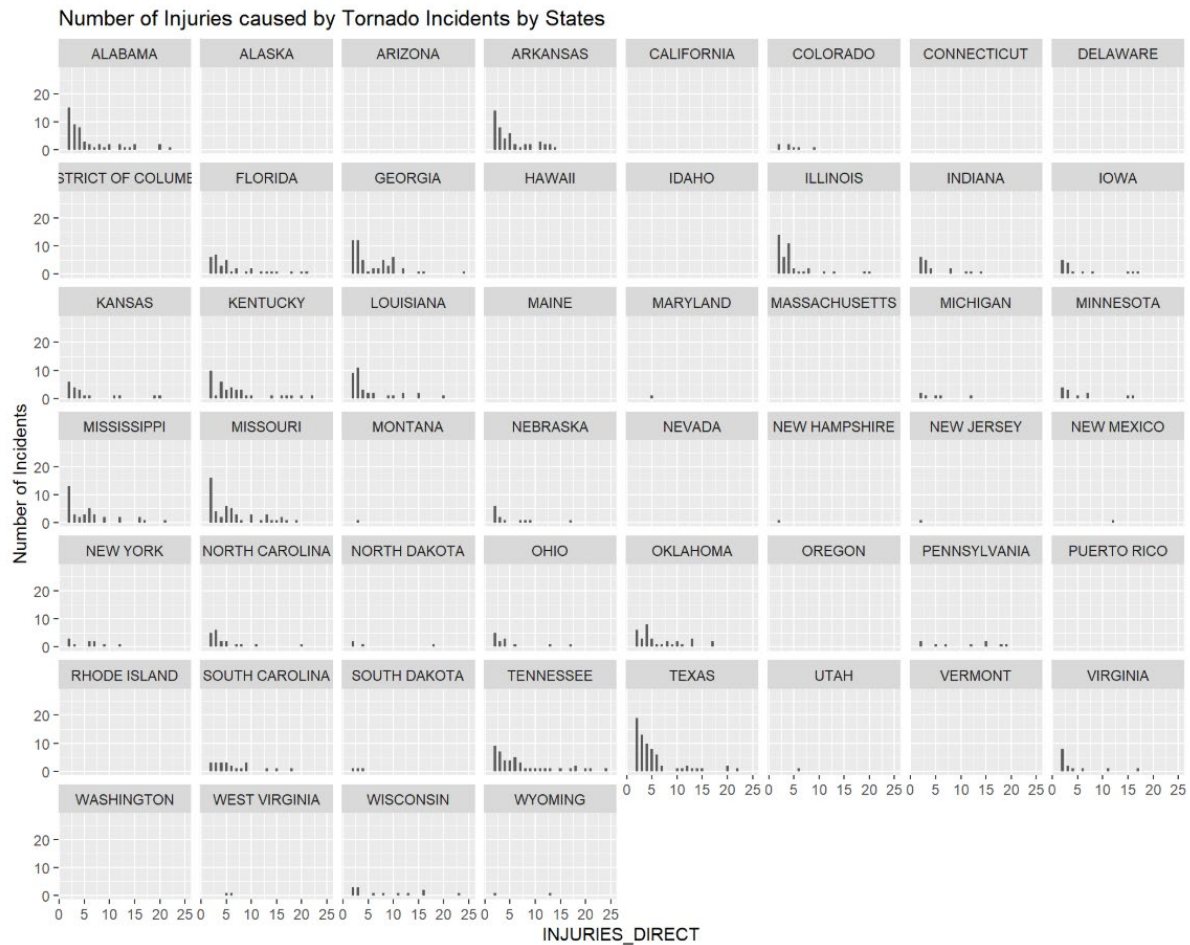 Number of Injuries caused by Tornado Incidents by States
ALABAMA ALASKA ARIZONA ARKANSAS CALIFORNIA COLORADO CONNECTICUT DELAWARE
20
10
0
STRICT OF COLUMB FLORIDA GEORGIA HAWAII IDAHO ILLINOIS INDIANA IOWA
20
10
0
KANSAS KENTUCKY LOUISIANA MAINE MARYLAND MASSACHUSETTS MICHIGAN MINNESOTA
20
10
0
MISSISSIPPI MISSOURI MONTANA NEBRASKA NEVADA NEW HAMPSHIRE NEW JERSEY NEW MEXICO
20
10
0
Number of Incidents
NEW YORK NORTH CAROLINA NORTH DAKOTA OHIO OKLAHOMA OREGON PENNSYLVANIA PUERTO RICO
20
10
0
RHODE ISLAND SOUTH CAROLINA SOUTH DAKOTA TENNESSEE TEXAS UTAH VERMONT VIRGINIA
20
10
0
0 5 10 15 20 25 0 5 10 15 20 25 0 5 10 15 20 25 0 5 10 15 20 25
WASHINGTON WEST VIRGINIA WISCONSIN WYOMING
20
10
0
0 5 10 15 20 25 0 5 10 15 20 25 0 5 10 15 20 25 0 5 10 15 20 25
INJURIES_DIRECT